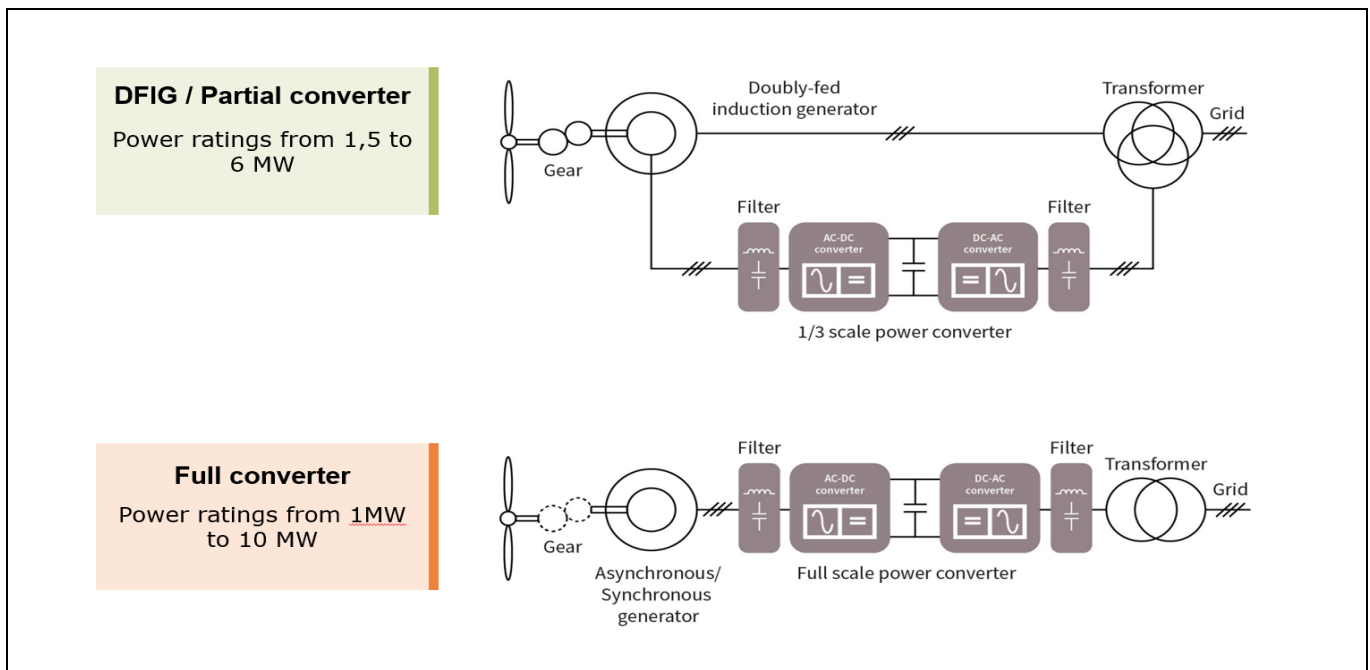 DFIG / Partial converter
Power ratings from 1,5 to
6 MW
Doubly-fed
induction generator
Transformer
Grid
Gear
Filter
AC-DC
converter
DC-AC
converter
Filter
1/3 scale power converter
Full converter
Power ratings from 1MW
to 10 MW
Filter
AC-DC
converter
DC-AC
converter
Filter
Transformer
Grid
Gear
Asynchronous/
Synchronous
generator
Full scale power converter